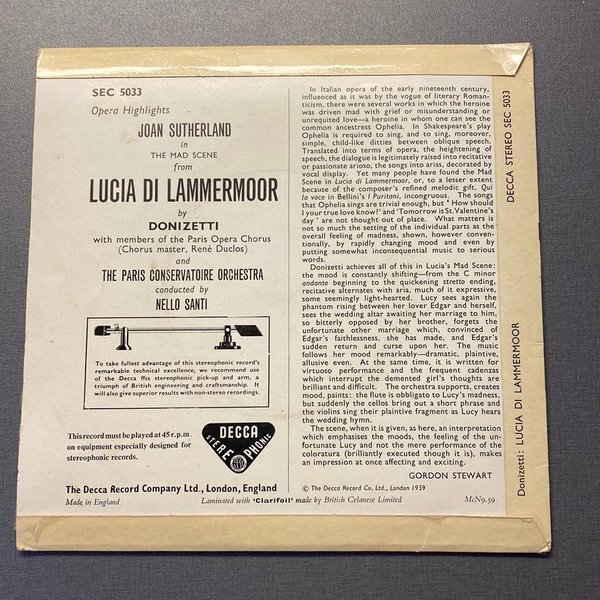 SEC 5033
Opera Highlights
JOAN SUTHERLAND
in
THE MAD SCENE
from
LUCIA DI LAMMERMOOR
by
DONIZETTI
with members of the Paris Opera Chorus
(Chorus master, René Duclos)
and
THE PARIS CONSERVATOIRE ORCHESTRA
conducted by
NELLO SANTI
To take fullest advantage of this stereophonic record's
remarkable technical excellence, we recommend use
of the Decca ffss stereophonic pick-up and arm, a
triumph of British engineering and craftsmanship. It
will also give superior results with non-stereo recordings.
This record must be played at 45 r.p.m.
on equipment especially designed for
stereophonic records.
DECCA
STEREOPHONIC
The Decca Record Company Ltd., London, England
Made in England
Laminated with 'Clarifoil' made by British Celanese Limited
In Italian opera of the early nineteenth century,
influenced as it was by the vogue of literary Roman-
ticism, there were several works in which the heroine
was driven mad with grief or misunderstanding or
unrequited love—a heroine in whom one can see the
common ancestress Ophelia. In Shakespeare's play
Ophelia is required to sing, and to sing, moreover,
simple, child-like ditties between oblique speech.
Translated into terms of opera, the heightening of
speech, the dialogue is legitimately raised into recitative
or passionate arioso, the songs into arias, decorated by
vocal display. Yet many people have found the Mad
Scene in Lucia di Lammermoor, or, to a lesser extent
because of the composer's refined melodic gift, Qui
la voce in Bellini's I Puritani, incongruous. The songs
that Ophelia sings are trivial enough, but 'How should
I your true love know?' and 'Tomorrow is St. Valentine's
day' are not thought out of place. What matters is
not so much the setting of the individual parts as the
overall feeling of madness, shown, however conven-
tionally, by rapidly changing mood and even by
putting somewhat inconsequential music to serious
words.
Donizetti achieves all of this in Lucia's Mad Scene:
the mood is constantly shifting—from the C minor
andante beginning to the quickening stretto ending,
recitative alternates with aria, much of it expressive,
some seemingly light-hearted. Lucy sees again the
phantom rising between her lover Edgar and herself,
sees the wedding altar awaiting her marriage to him,
so bitterly opposed by her brother, forgets the
unfortunate other marriage which, convinced of
Edgar's faithlessness, she has made, and Edgar's
sudden return and curse upon her. The music
follows her mood remarkably—dramatic, plaintive,
allusive even. At the same time, it is written for
virtuoso performance and the frequent cadenzas
which interrupt the demented girl's thoughts are
brilliant and difficult. The orchestra supports, creates
mood, paints: the flute is obbligato to Lucy's madness,
but suddenly the cellos bring out a short phrase and
the violins sing their plaintive fragment as Lucy hears
the wedding hymn.
The scene, when it is given, as here, an interpretation
which emphasises the moods, the feeling of the un-
fortunate Lucy and not the mere performance of the
coloratura (brilliantly executed though it is), makes
an impression at once affecting and exciting.
GORDON STEWART
© The Decca Record Co. Ltd., London 1959
McN9.59
DECCA STEREO SEC 5033
Donizetti: LUCIA DI LAMMERMOOR